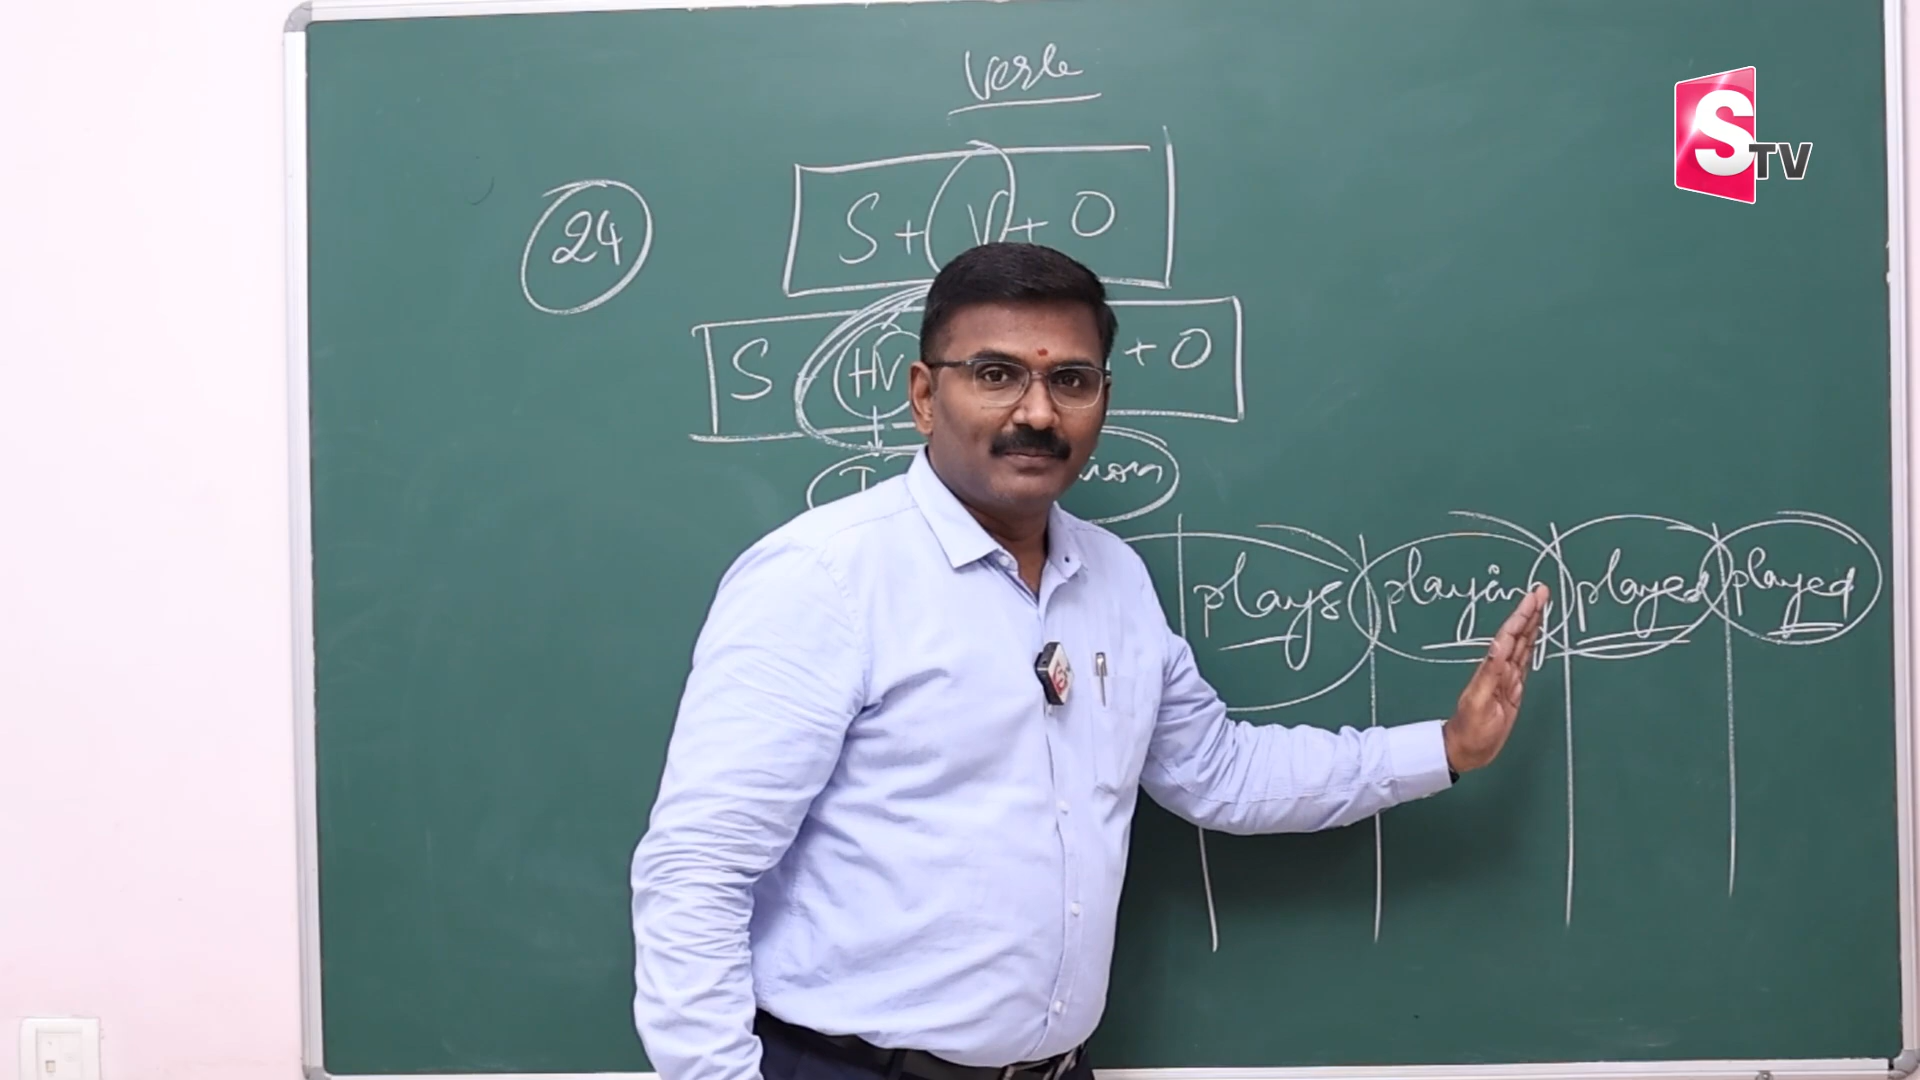 Verb
STV
24
S + V + O
S + HV + O
plays playing played played